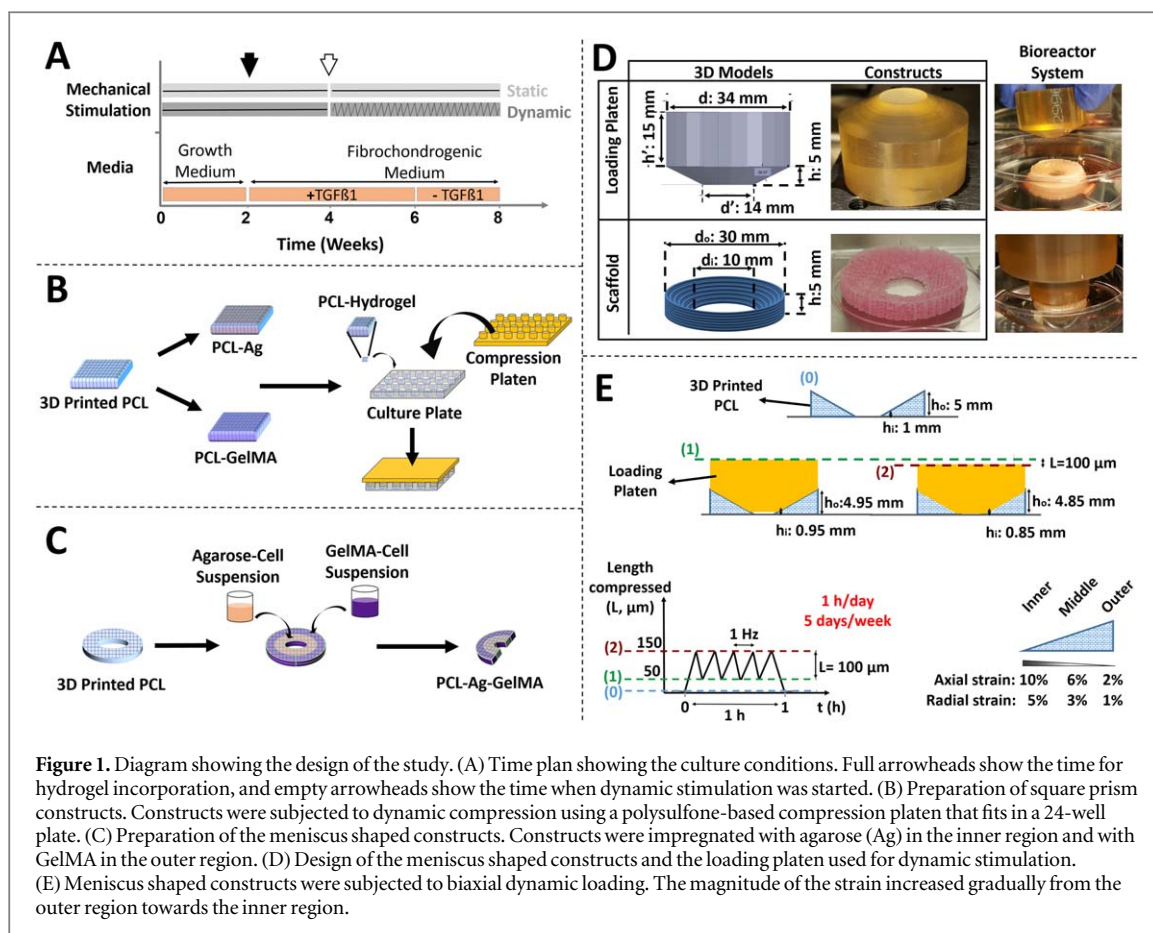 A
Mechanical
Stimulation
Static
Dynamic
Media
Growth
Medium
Fibrochondrogenic
Medium
+TGFß1
- TGFß1
0 2 4 6 8
Time (Weeks)
B
3D Printed PCL
PCL-Ag
PCL-GelMA
PCL-Hydrogel
Culture Plate
Compression
Platen
C
3D Printed PCL
Agarose-Cell
Suspension
GelMA-Cell
Suspension
PCL-Ag-GelMA
D
3D Models
Constructs
Bioreactor
System
Loading Platen
d: 34 mm
h': 15 mm
h: 5 mm
d': 14 mm
Scaffold
do: 30 mm
di: 10 mm
h:5 mm
E
3D Printed
PCL
(0)
ho: 5 mm
hi: 1 mm
(1)
(2)
L=100 µm
Loading
Platen
ho:4.95 mm
hi: 0.95 mm
ho: 4.85 mm
hi: 0.85 mm
Length
compressed
(L, µm)
1 h/day
5 days/week
(2) 150
(1) 50
(0)
1 Hz
L= 100 µm
0 1 h 1 t (h)
Inner Middle Outer
Axial strain: 10% 6% 2%
Radial strain: 5% 3% 1%
Figure 1. Diagram showing the design of the study. (A) Time plan showing the culture conditions. Full arrowheads show the time for
hydrogel incorporation, and empty arrowheads show the time when dynamic stimulation was started. (B) Preparation of square prism
constructs. Constructs were subjected to dynamic compression using a polysulfone-based compression platen that fits in a 24-well
plate. (C) Preparation of the meniscus shaped constructs. Constructs were impregnated with agarose (Ag) in the inner region and with
GelMA in the outer region. (D) Design of the meniscus shaped constructs and the loading platen used for dynamic stimulation.
(E) Meniscus shaped constructs were subjected to biaxial dynamic loading. The magnitude of the strain increased gradually from the
outer region towards the inner region.